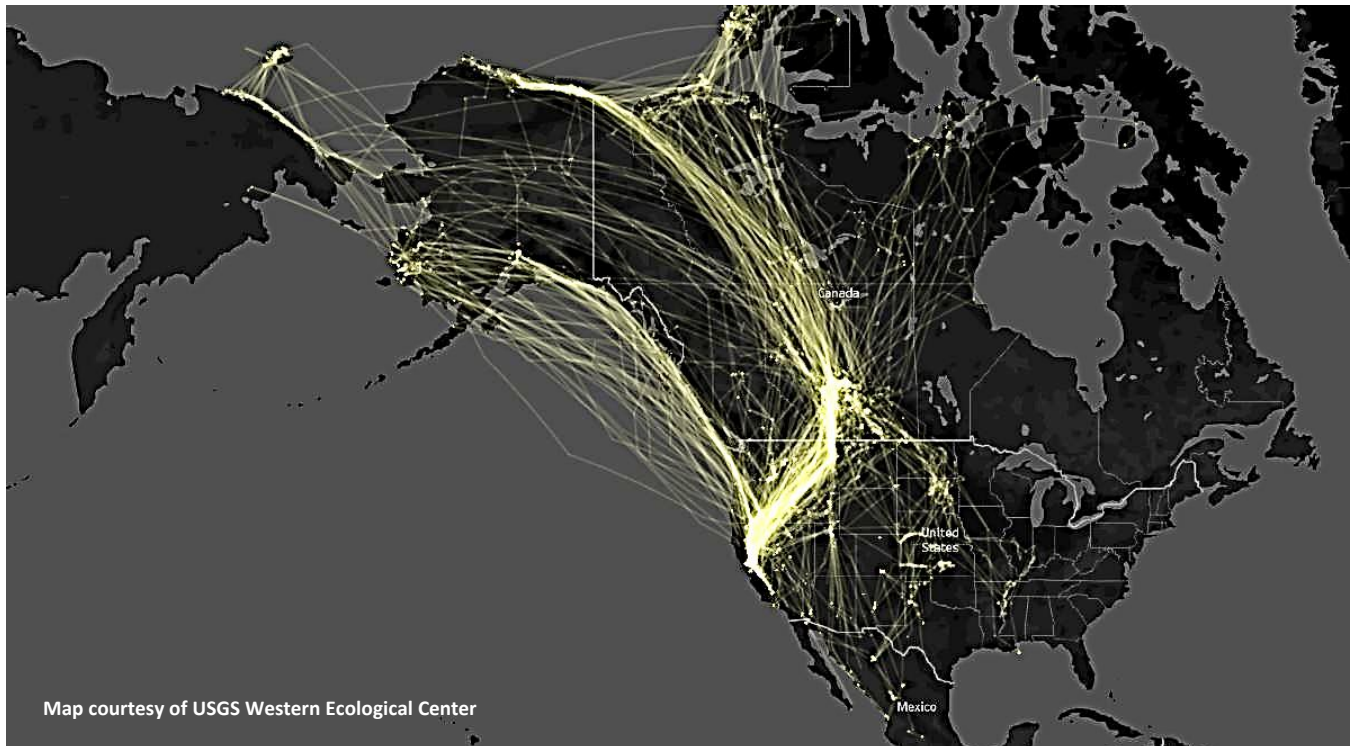 Canada
United
States
Mexico
Map courtesy of USGS Western Ecological Center